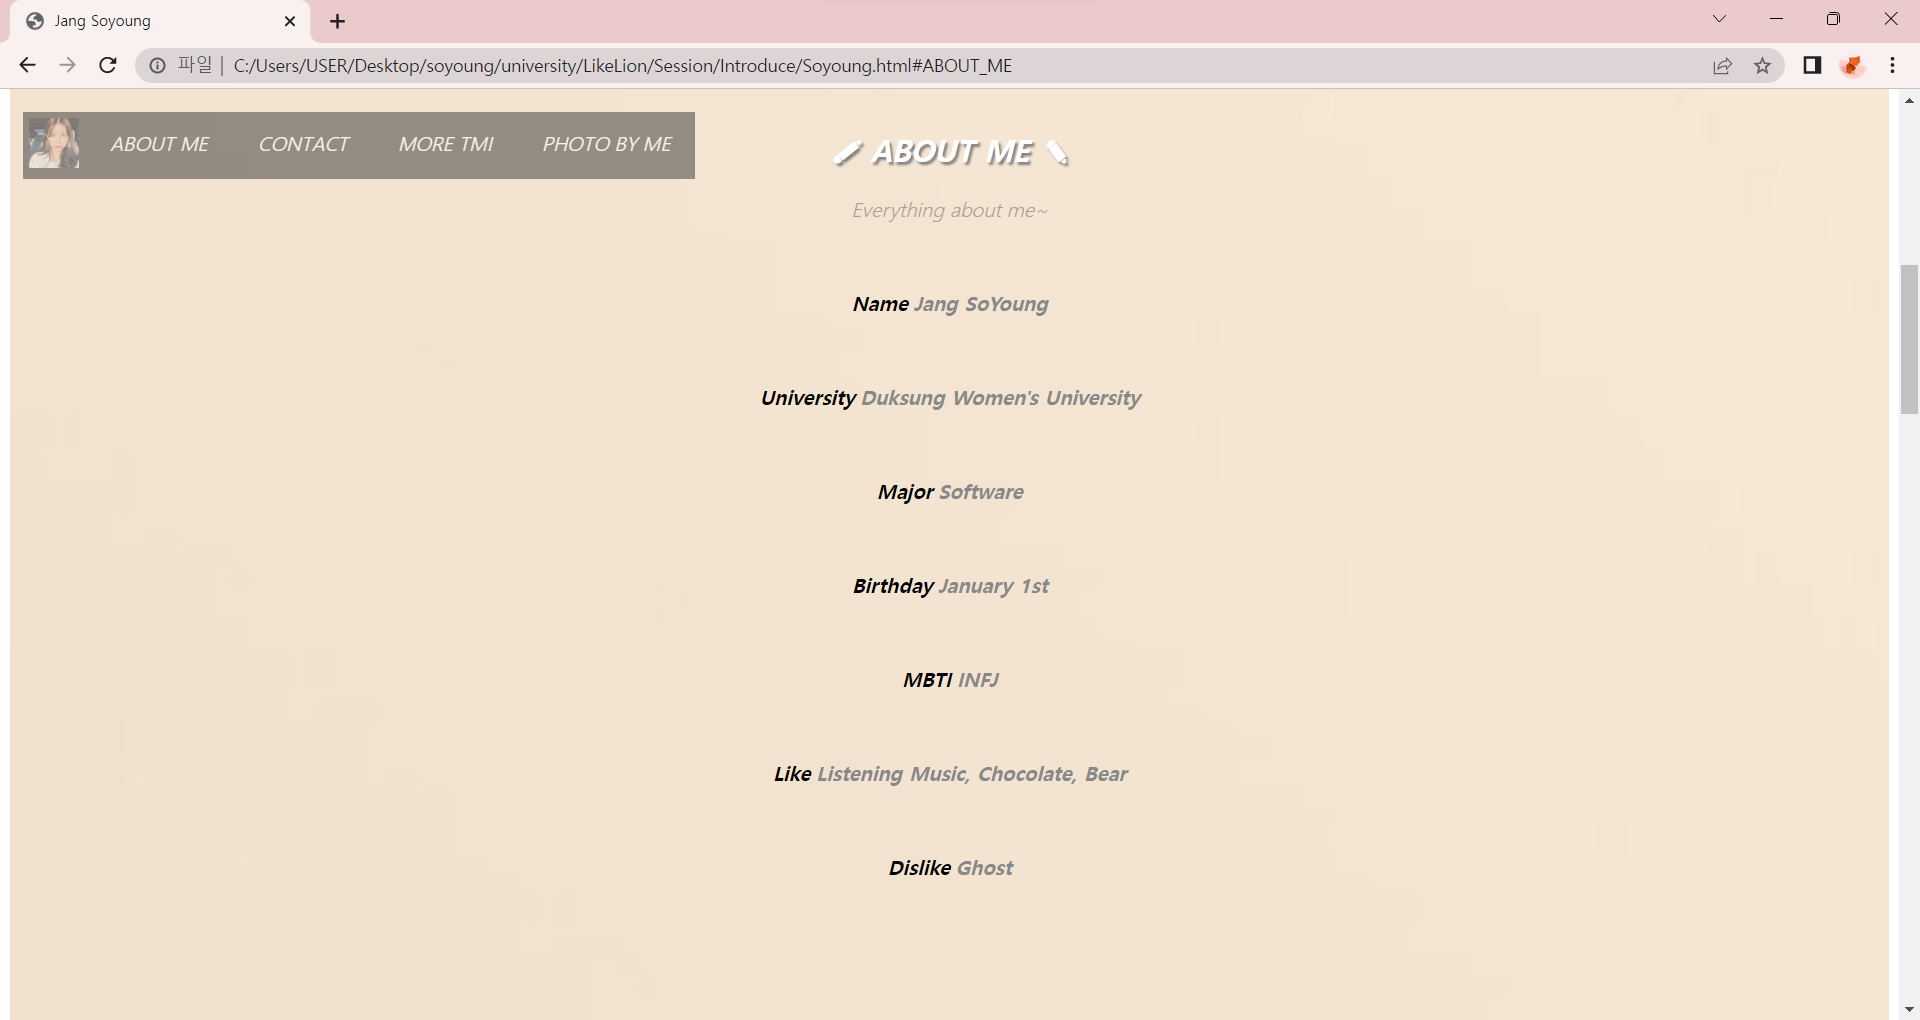 Jang Soyoung
파일 | C:/Users/USER/Desktop/soyoung/university/LikeLion/Session/Introduce/Soyoung.html#ABOUT_ME
ABOUT ME CONTACT MORE TMI PHOTO BY ME
ABOUT ME
Everything about me~
Name Jang SoYoung
University Duksung Women's University
Major Software
Birthday January 1st
MBTI INFJ
Like Listening Music, Chocolate, Bear
Dislike Ghost